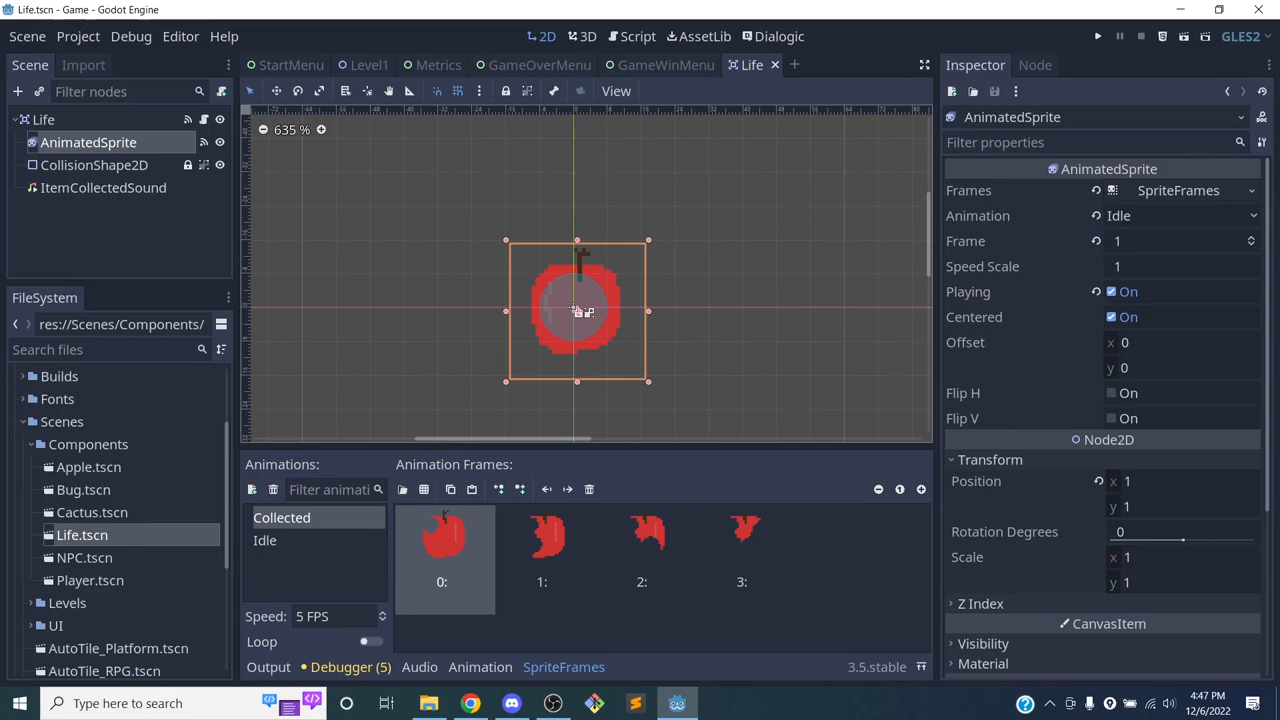 Life.tscn - Game - Godot Engine
Scene Project Debug Editor Help
2D 3D Script AssetLib Dialogic
GLES2
Scene Import
Filter nodes
Life
AnimatedSprite
CollisionShape2D
ItemCollectedSound
FileSystem
res://Scenes/Components/
Search files
Builds
Fonts
Scenes
Components
Apple.tscn
Bug.tscn
Cactus.tscn
Life.tscn
NPC.tscn
Player.tscn
Levels
UI
AutoTile_Platform.tscn
AutoTile_RPG.tscn
StartMenu Level1 Metrics GameOverMenu GameWinMenu Life
View
635 %
Animations:
Filter animati
Collected
Idle
Speed: 5 FPS
Loop
Animation Frames:
0: 1: 2: 3:
Output Debugger (5) Audio Animation SpriteFrames 3.5.stable
Inspector Node
AnimatedSprite
Filter properties
AnimatedSprite
Frames SpriteFrames
Animation Idle
Frame 1
Speed Scale 1
Playing On
Centered On
Offset x 0
y 0
Flip H On
Flip V On
Node2D
Transform
Position x 1
y 1
Rotation Degrees 0
Scale x 1
y 1
Z Index
CanvasItem
Visibility
Material
Type here to search
4:47 PM
12/6/2022